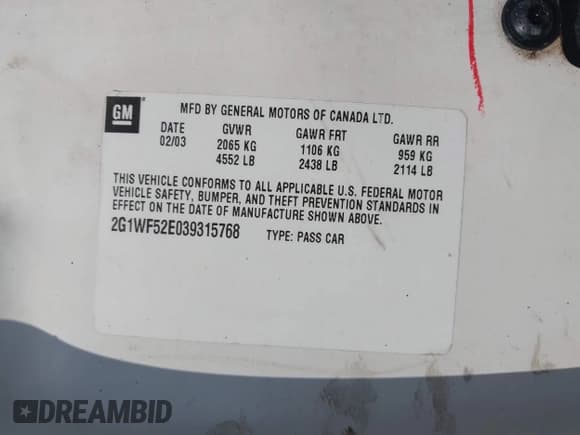 GM
MFD BY GENERAL MOTORS OF CANADA LTD.
DATE GVWR GAWR FRT GAWR RR
02/03 2065 KG 1106 KG 959 KG
4552 LB 2438 LB 2114 LB
THIS VEHICLE CONFORMS TO ALL APPLICABLE U.S. FEDERAL MOTOR
VEHICLE SAFETY, BUMPER, AND THEFT PREVENTION STANDARDS IN
EFFECT ON THE DATE OF MANUFACTURE SHOWN ABOVE.
2G1WF52E039315768 TYPE: PASS CAR
DREAMBID